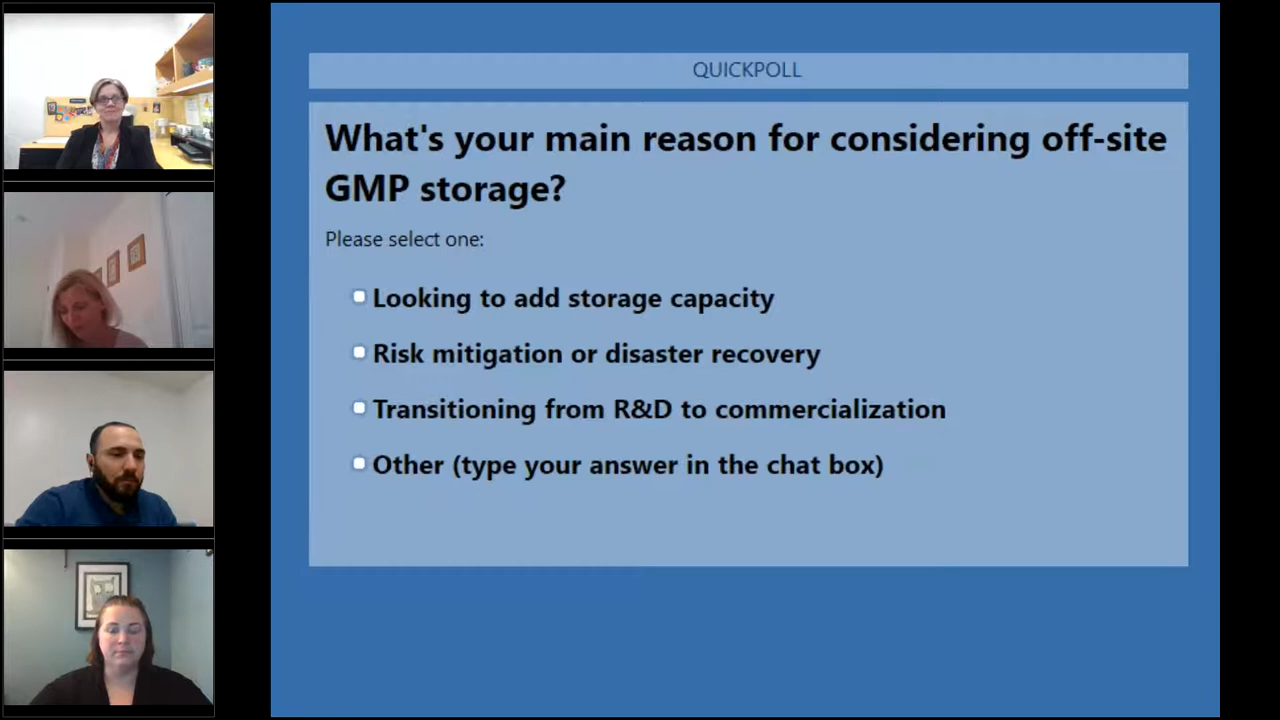 QUICKPOLL
What's your main reason for considering off-site
GMP storage?
Please select one:
Looking to add storage capacity
Risk mitigation or disaster recovery
Transitioning from R&D to commercialization
Other (type your answer in the chat box)